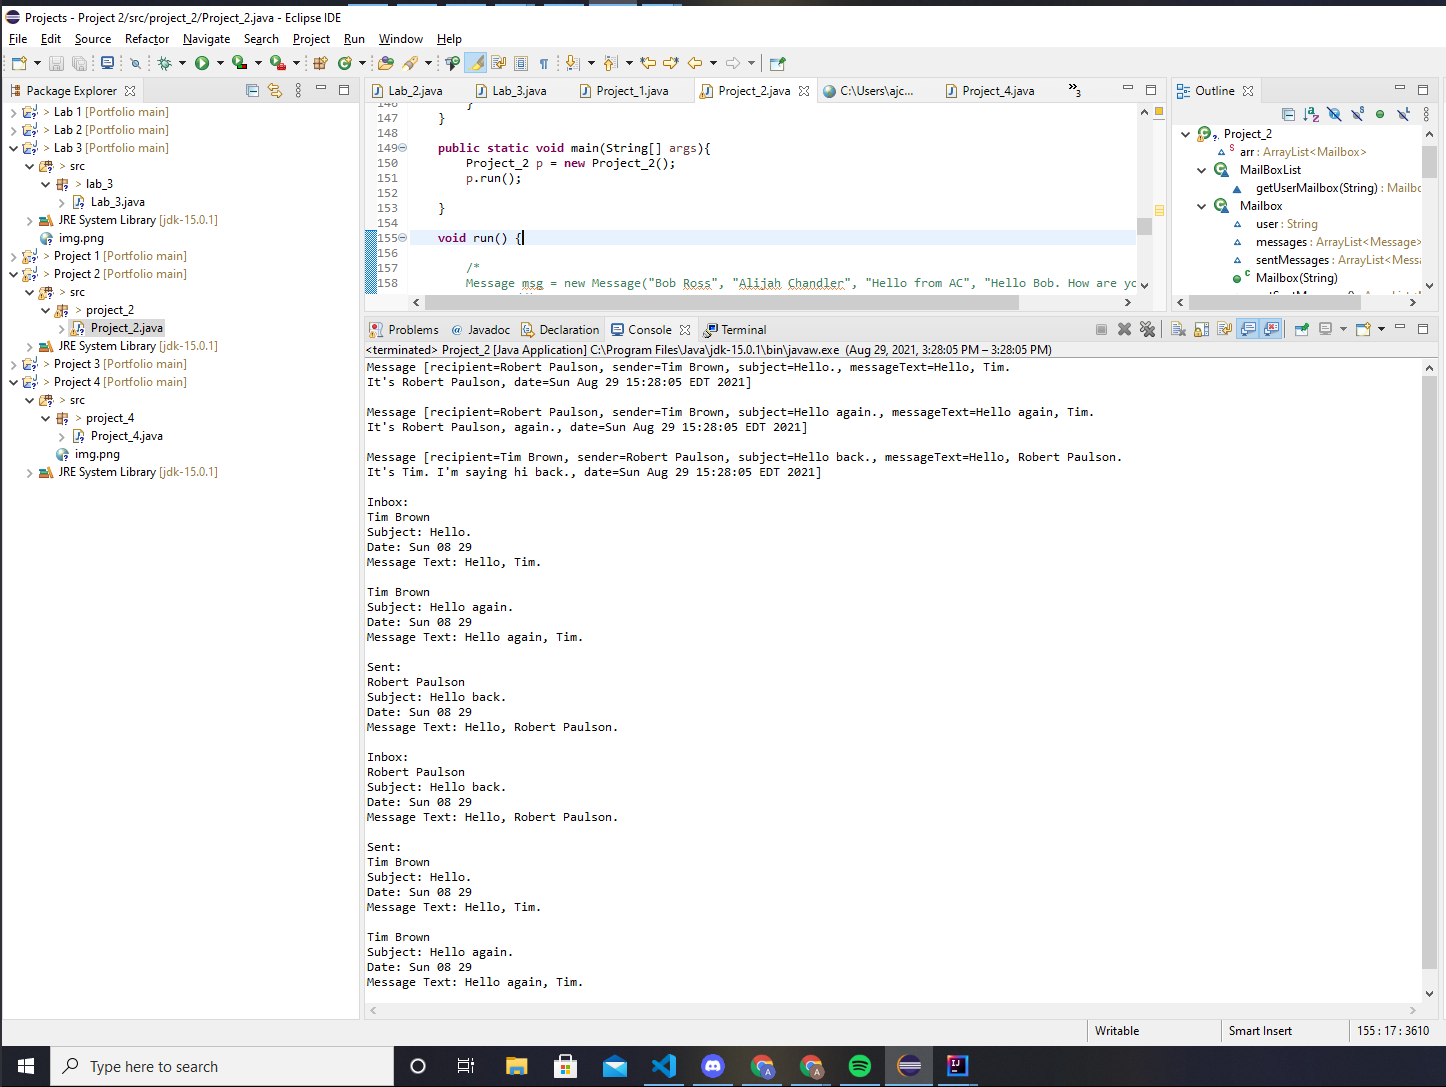 Projects - Project 2/src/project_2/Project_2.java - Eclipse IDE
File Edit Source Refactor Navigate Search Project Run Window Help
Package Explorer
> Lab 1 [Portfolio main]
> Lab 2 [Portfolio main]
> Lab 3 [Portfolio main]
> src
> lab_3
Lab_3.java
JRE System Library [jdk-15.0.1]
img.png
> Project 1 [Portfolio main]
> Project 2 [Portfolio main]
> src
> project_2
Project_2.java
JRE System Library [jdk-15.0.1]
> Project 3 [Portfolio main]
> Project 4 [Portfolio main]
> src
> project_4
Project_4.java
img.png
JRE System Library [jdk-15.0.1]
Lab_2.java Lab_3.java Project_1.java Project_2.java C:\Users\ajc... Project_4.java »3
146 }
147 }
148
149 public static void main(String[] args){
150 Project_2 p = new Project_2();
151 p.run();
152
153 }
154
155 void run() {
156
157 /*
158 Message msg = new Message("Bob Ross", "Alijah Chandler", "Hello from AC", "Hello Bob. How are yo
Outline
Project_2
arr : ArrayList<Mailbox>
MailBoxList
getUserMailbox(String) : Mailbo
Mailbox
user : String
messages : ArrayList<Message>
sentMessages : ArrayList<Messa
Mailbox(String)
Problems @ Javadoc Declaration Console Terminal
<terminated> Project_2 [Java Application] C:\Program Files\Java\jdk-15.0.1\bin\javaw.exe (Aug 29, 2021, 3:28:05 PM – 3:28:05 PM)
Message [recipient=Robert Paulson, sender=Tim Brown, subject=Hello., messageText=Hello, Tim.
It's Robert Paulson, date=Sun Aug 29 15:28:05 EDT 2021]
Message [recipient=Robert Paulson, sender=Tim Brown, subject=Hello again., messageText=Hello again, Tim.
It's Robert Paulson, again., date=Sun Aug 29 15:28:05 EDT 2021]
Message [recipient=Tim Brown, sender=Robert Paulson, subject=Hello back., messageText=Hello, Robert Paulson.
It's Tim. I'm saying hi back., date=Sun Aug 29 15:28:05 EDT 2021]
Inbox:
Tim Brown
Subject: Hello.
Date: Sun 08 29
Message Text: Hello, Tim.
Tim Brown
Subject: Hello again.
Date: Sun 08 29
Message Text: Hello again, Tim.
Sent:
Robert Paulson
Subject: Hello back.
Date: Sun 08 29
Message Text: Hello, Robert Paulson.
Inbox:
Robert Paulson
Subject: Hello back.
Date: Sun 08 29
Message Text: Hello, Robert Paulson.
Sent:
Tim Brown
Subject: Hello.
Date: Sun 08 29
Message Text: Hello, Tim.
Tim Brown
Subject: Hello again.
Date: Sun 08 29
Message Text: Hello again, Tim.
Writable Smart Insert 155 : 17 : 3610
Type here to search